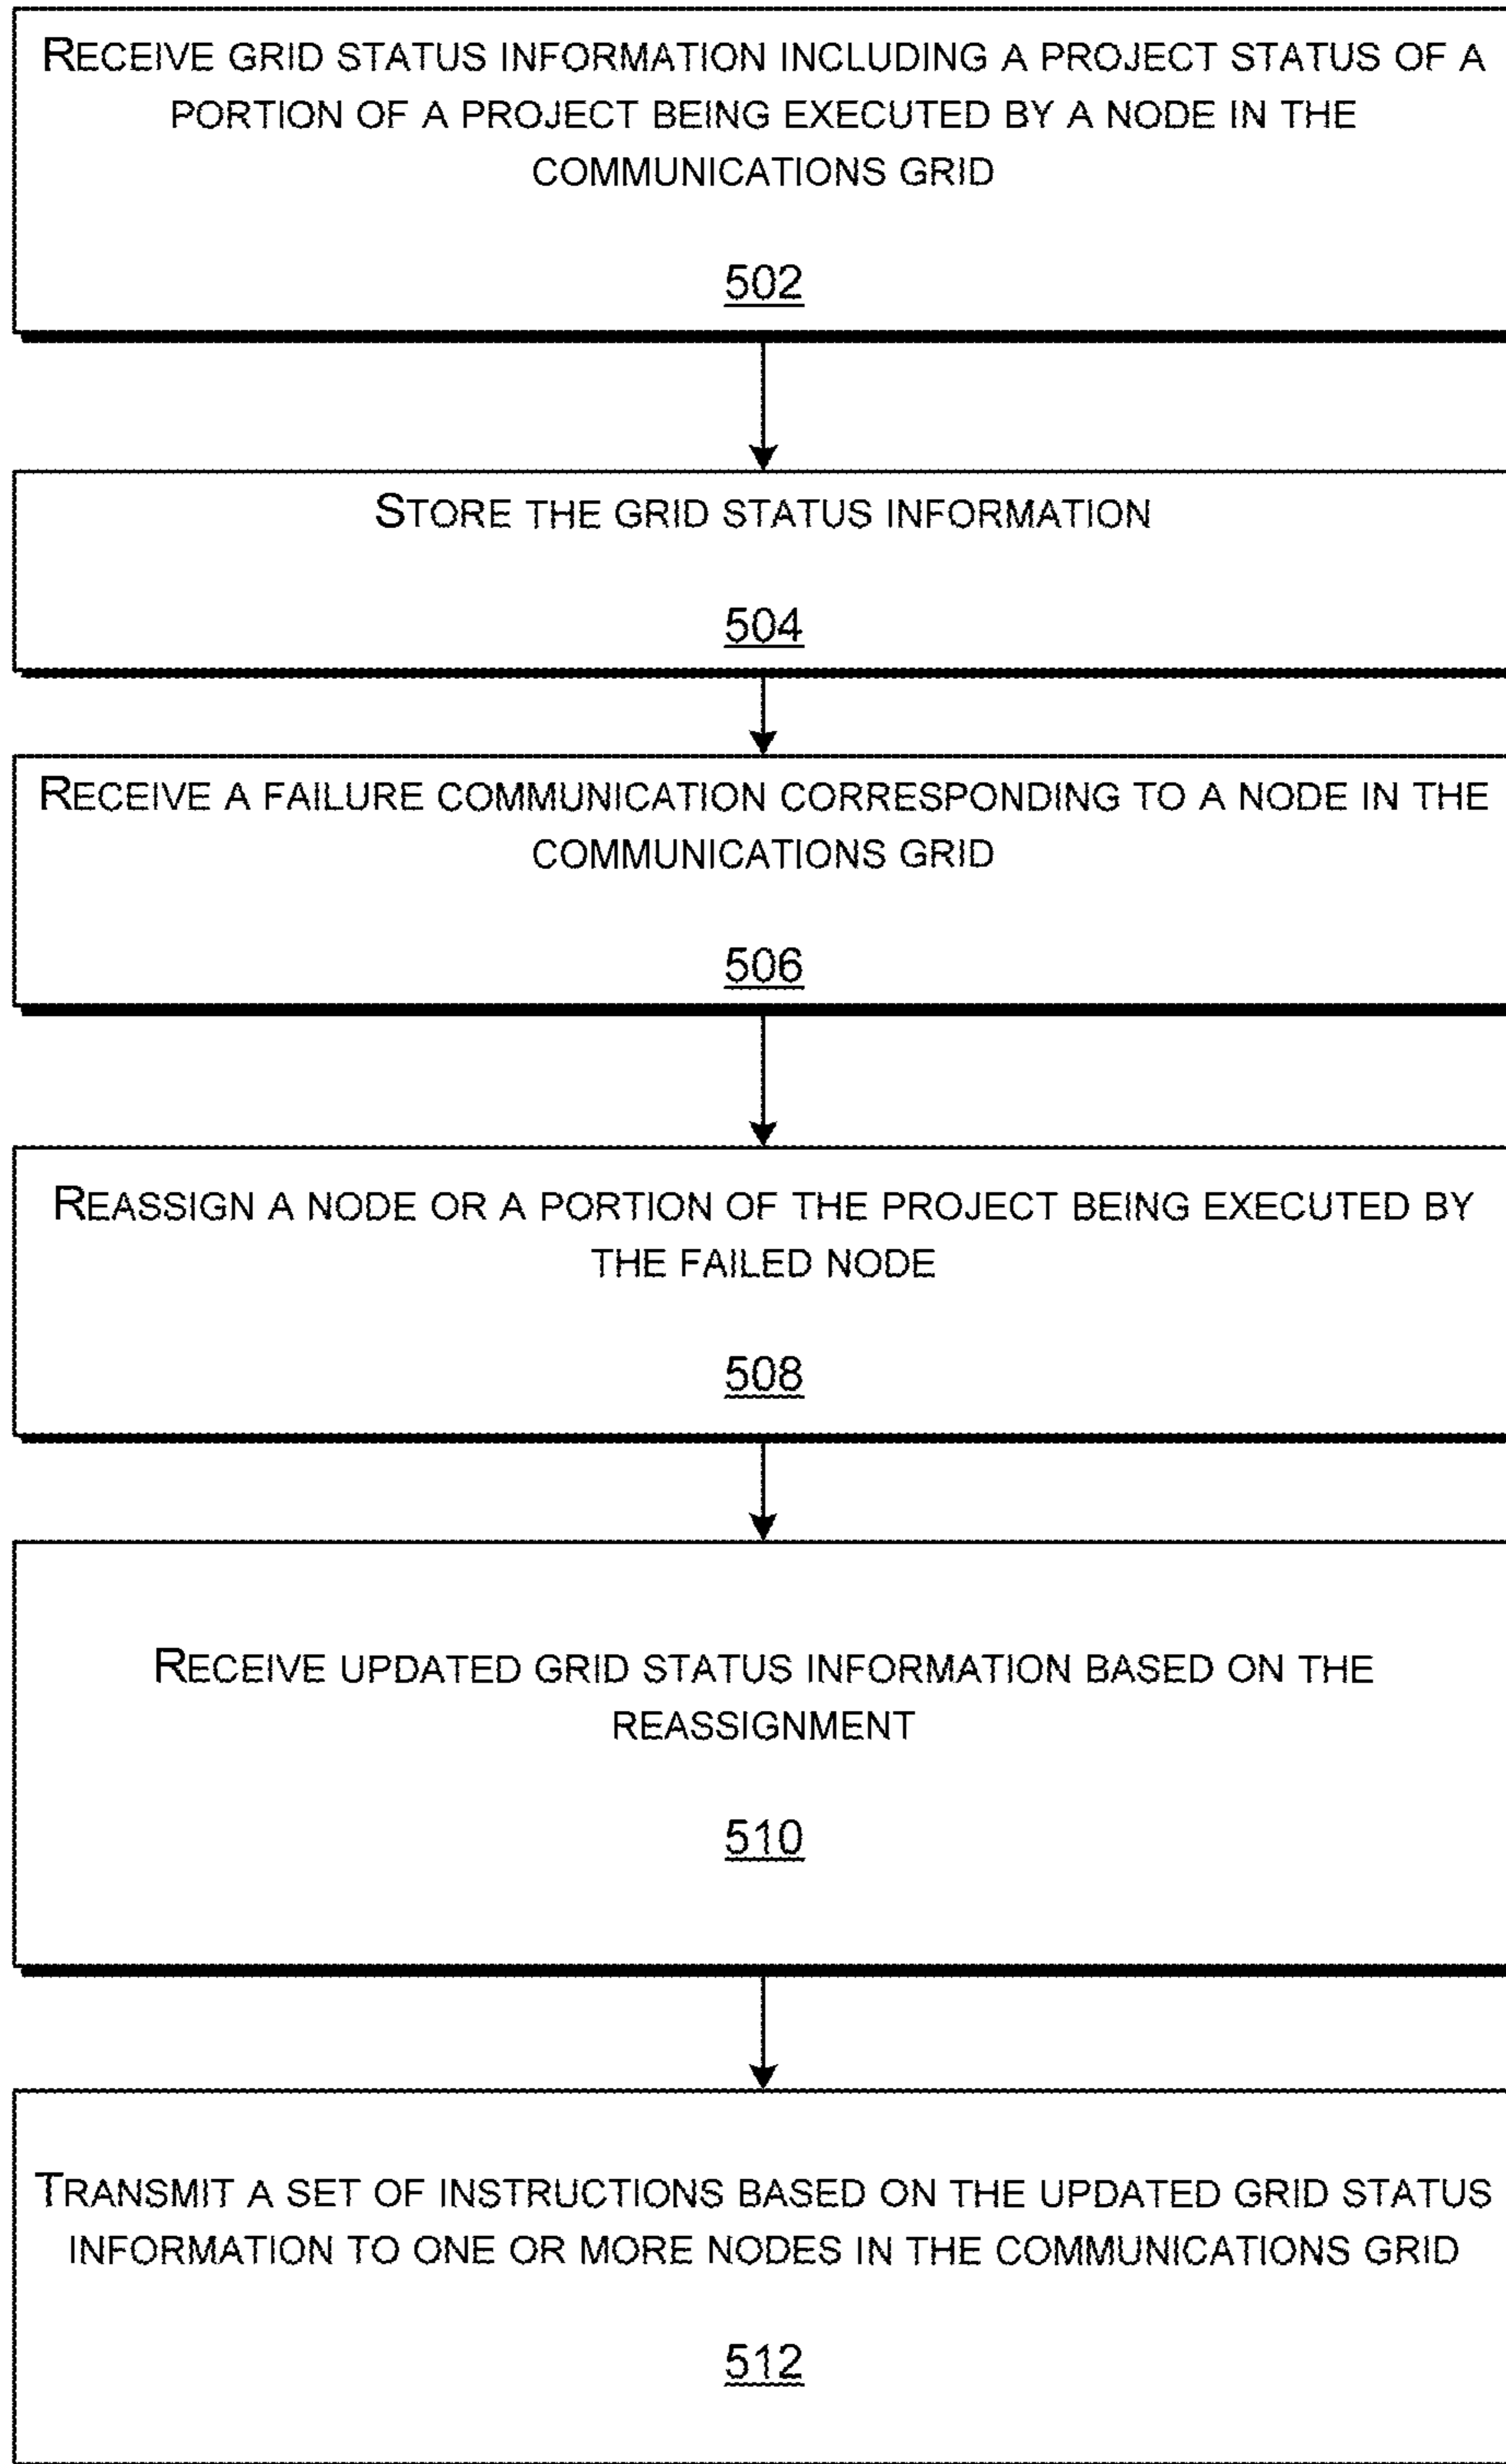 RECEIVE GRID STATUS INFORMATION INCLUDING A PROJECT STATUS OF A
PORTION OF A PROJECT BEING EXECUTED BY A NODE IN THE
COMMUNICATIONS GRID
502
STORE THE GRID STATUS INFORMATION
504
RECEIVE A FAILURE COMMUNICATION CORRESPONDING TO A NODE IN THE
COMMUNICATIONS GRID
506
REASSIGN A NODE OR A PORTION OF THE PROJECT BEING EXECUTED BY
THE FAILED NODE
508
RECEIVE UPDATED GRID STATUS INFORMATION BASED ON THE
REASSIGNMENT
510
TRANSMIT A SET OF INSTRUCTIONS BASED ON THE UPDATED GRID STATUS
INFORMATION TO ONE OR MORE NODES IN THE COMMUNICATIONS GRID
512